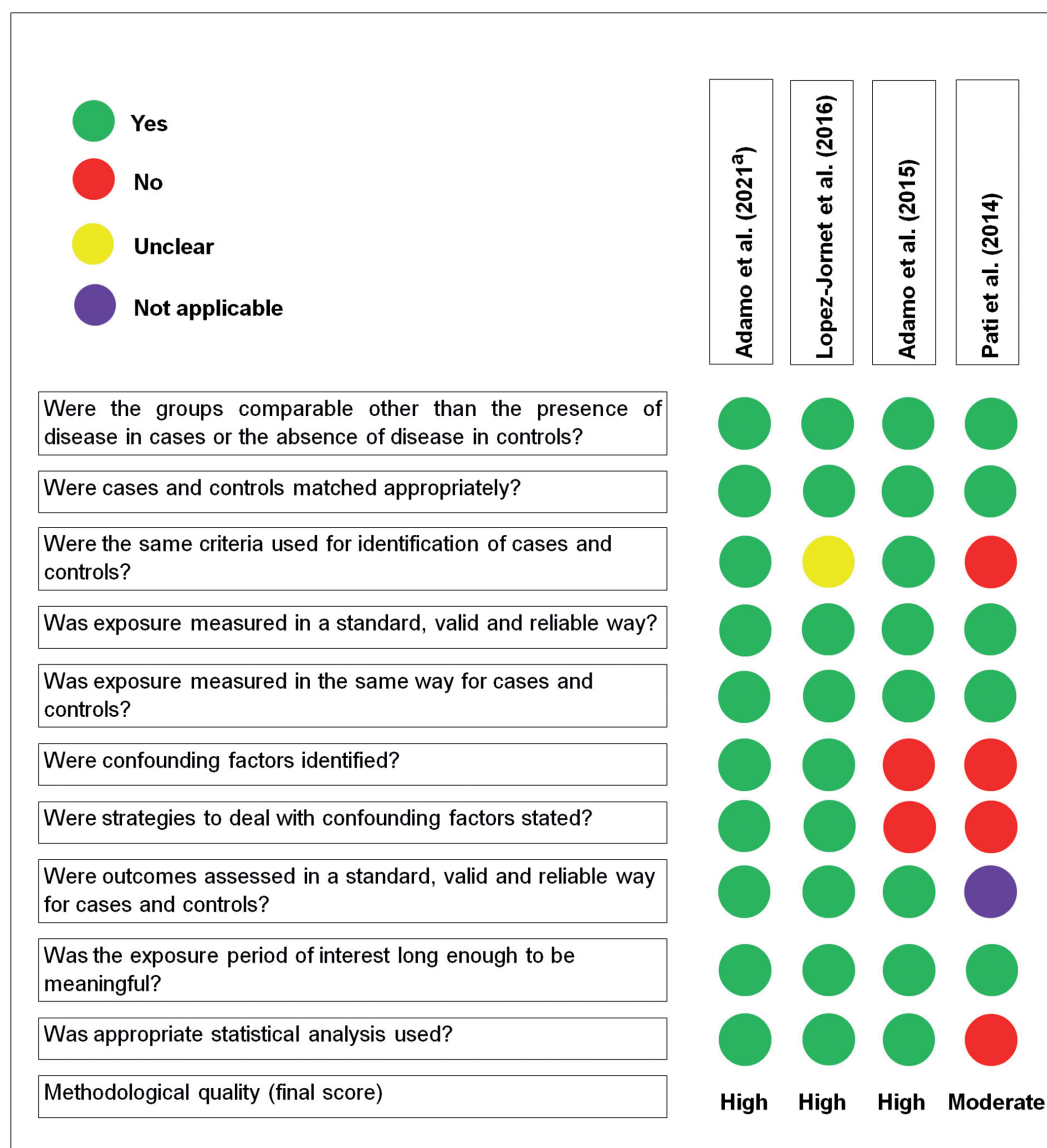 Yes
No
Unclear
Not applicable
Adamo et al. (2021a)
Lopez-Jornet et al. (2016)
Adamo et al. (2015)
Pati et al. (2014)
Were the groups comparable other than the presence of
disease in cases or the absence of disease in controls?
Were cases and controls matched appropriately?
Were the same criteria used for identification of cases and
controls?
Was exposure measured in a standard, valid and reliable way?
Was exposure measured in the same way for cases and
controls?
Were confounding factors identified?
Were strategies to deal with confounding factors stated?
Were outcomes assessed in a standard, valid and reliable way
for cases and controls?
Was the exposure period of interest long enough to be
meaningful?
Was appropriate statistical analysis used?
Methodological quality (final score)
High High High Moderate